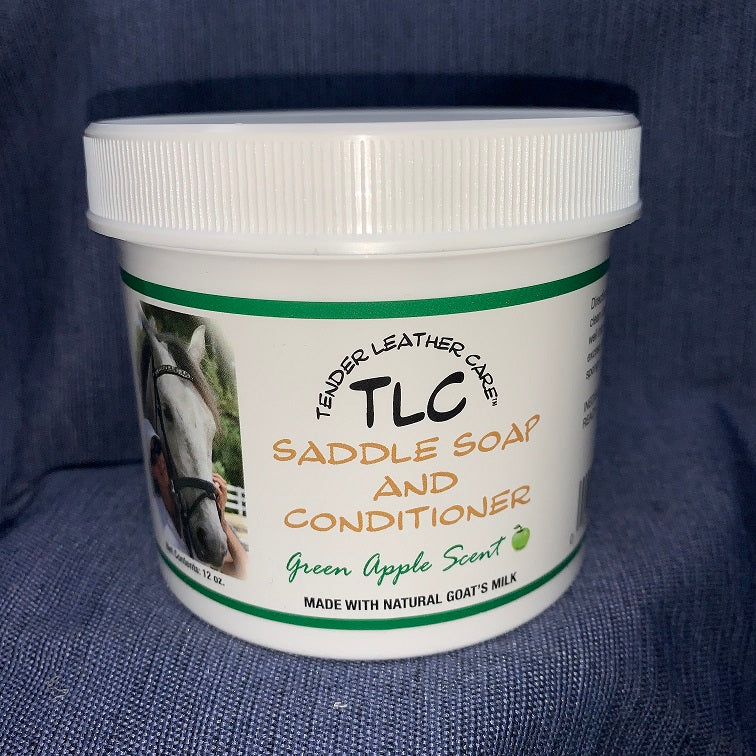 TENDER LEATHER CARE™
TLC
SADDLE SOAP
AND
CONDITIONER
Green Apple Scent
MADE WITH NATURAL GOAT'S MILK
Net Contents: 12 oz.